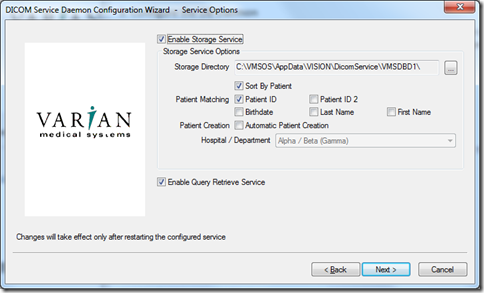 DICOM Service Daemon Configuration Wizard - Service Options
Enable Storage Service
Storage Service Options
Storage Directory C:\VMSOS\AppData\VISION\DicomService\VMSDBD1\ ...
Sort By Patient
Patient Matching Patient ID Patient ID 2
Birthdate Last Name First Name
Patient Creation Automatic Patient Creation
Hospital / Department Alpha / Beta (Gamma)
VARIAN
medical systems
Enable Query Retrieve Service
Changes will take effect only after restarting the configured service
< Back Next > Cancel